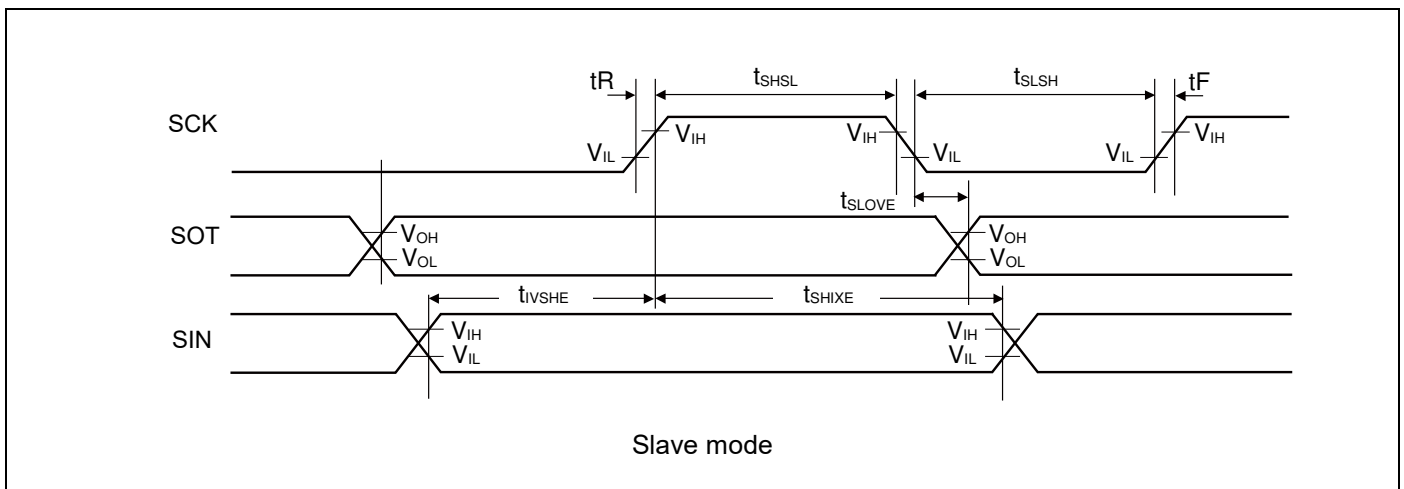 tR tSHSL tSLSH tF
SCK
VIH VIH VIH
VIL VIL VIL
tSLOVE
SOT
VOH VOH
VOL VOL
tIVSHE tSHIXE
SIN
VIH VIH
VIL VIL
Slave mode